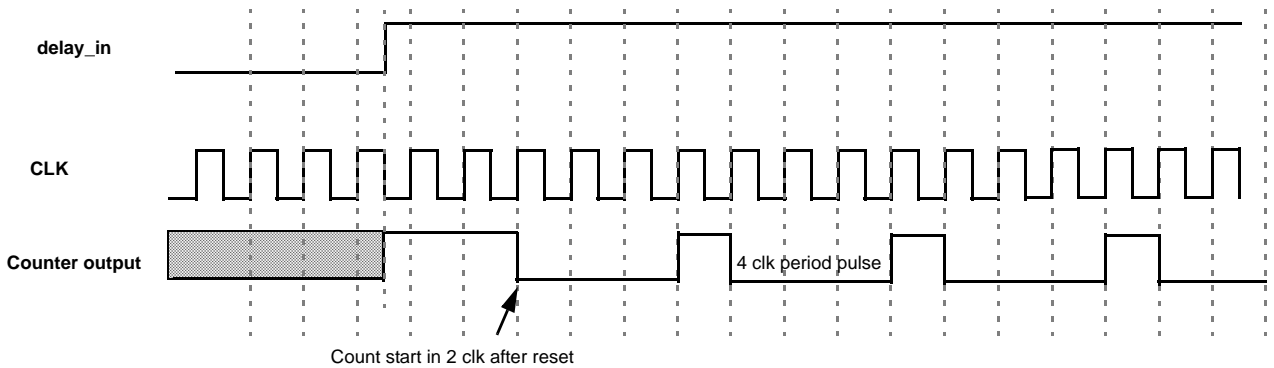 delay_in
CLK
Counter output
4 clk period pulse
Count start in 2 clk after reset